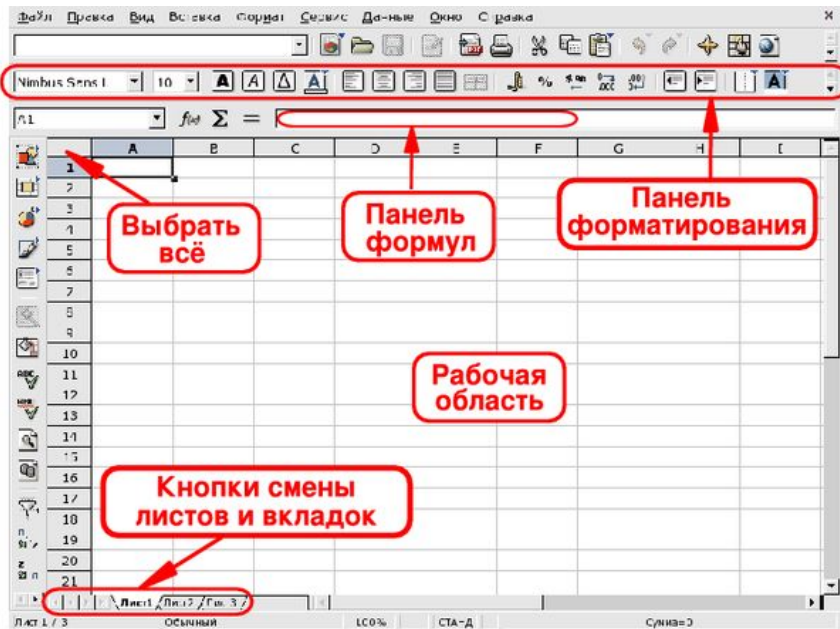 Файл Правка Вид Вставка Формат Сервис Данные Окно Справка
Nimbus Sans L 10
A1
A B C D E F G H I
1
2
3
4
5
6
7
8
9
10
11
12
13
14
15
16
17
18
19
20
21
Выбрать всё
Панель формул
Панель форматирования
Рабочая область
Кнопки смены листов и вкладок
Лист1 Лист2 Лист3
Лист 1 / 3 Обычный 100% СТАНД Сумма=0